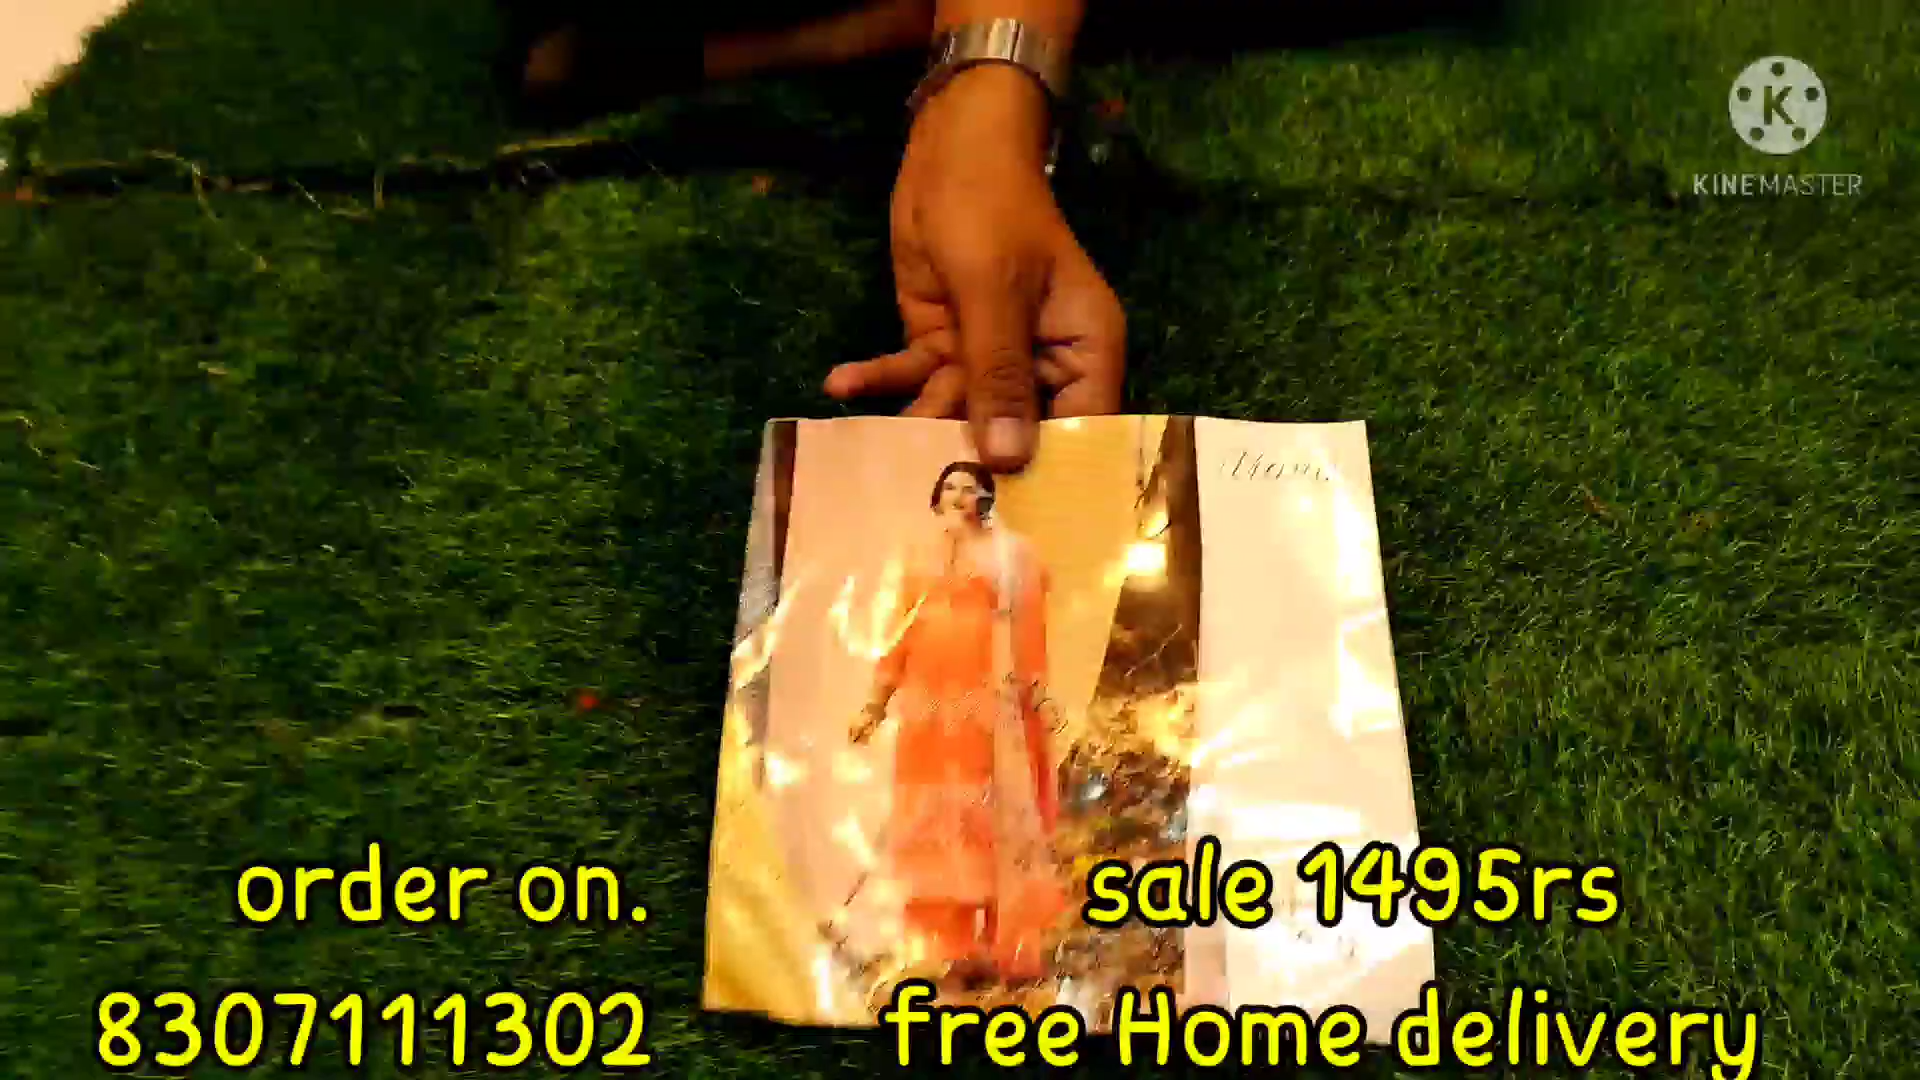 KINEMASTER
order on.
sale 1495rs
8307111302
free Home delivery